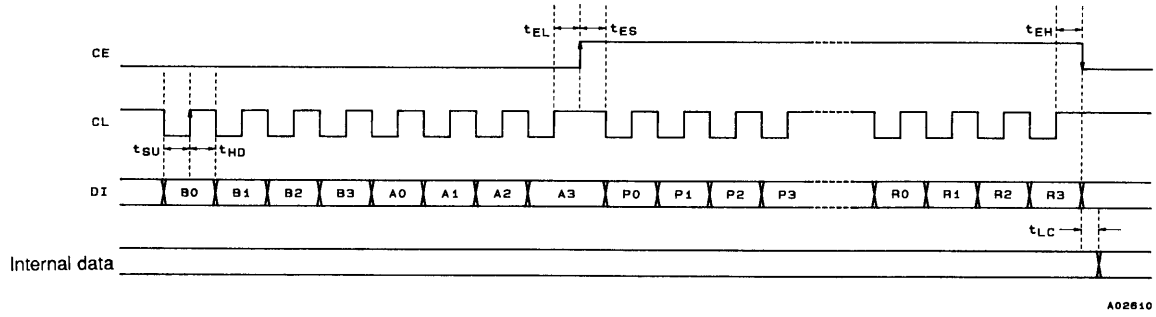 tEL tES tEH
CE
CL
tSU tHD
DI B0 B1 B2 B3 A0 A1 A2 A3 P0 P1 P2 P3 R0 R1 R2 R3
tLC
Internal data
A02610